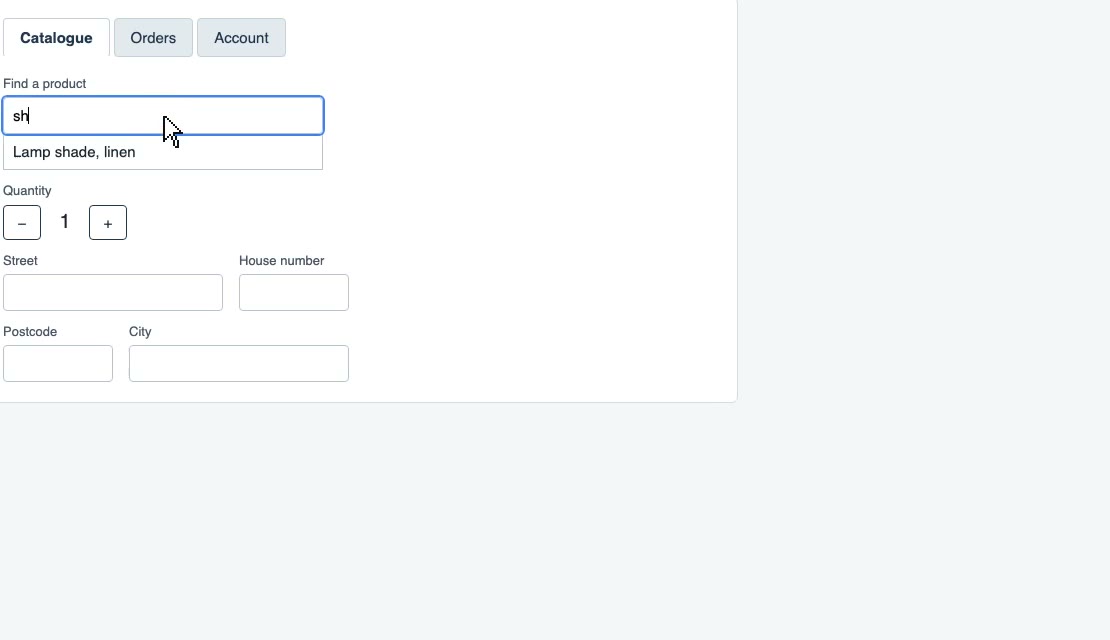 Catalogue Orders Account
Find a product
sh
Lamp shade, linen
Quantity
– 1 +
Street House number
Postcode City